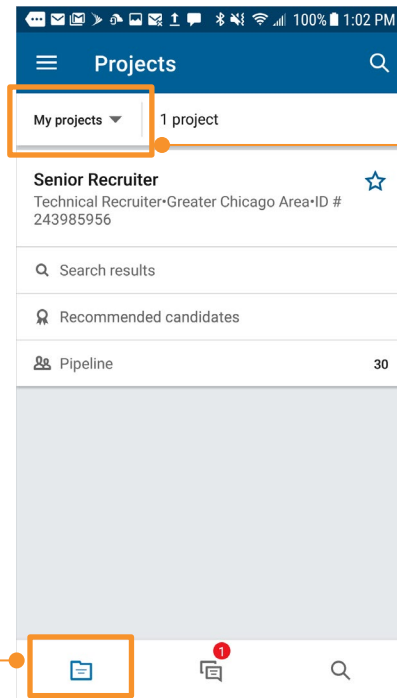 100% 1:02 PM
Projects
My projects 1 project
Senior Recruiter
Technical Recruiter•Greater Chicago Area•ID #
243985956
Search results
Recommended candidates
Pipeline 30
1